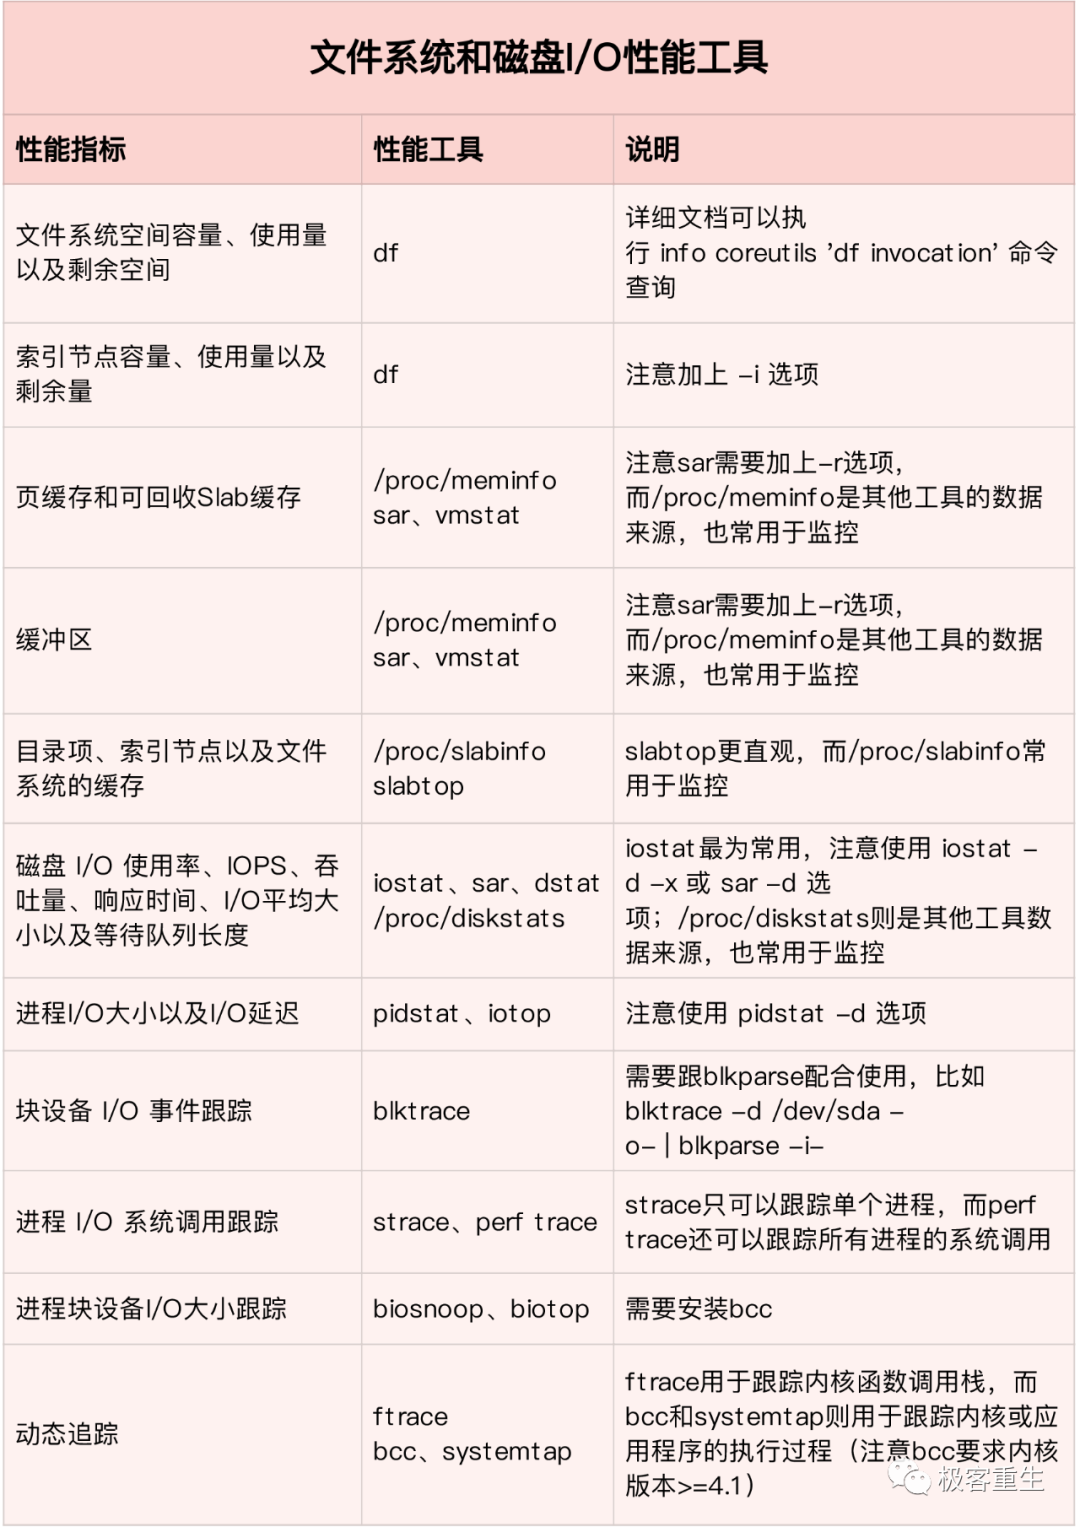 文件系统和磁盘I/O性能工具
性能指标
性能工具
说明
文件系统空间容量、使用量
以及剩余空间
df
详细文档可以执
行 info coreutils 'df invocation' 命令
查询
索引节点容量、使用量以及
剩余量
df
注意加上 -i 选项
页缓存和可回收Slab缓存
/proc/meminfo
sar、vmstat
注意sar需要加上-r选项,
而/proc/meminfo是其他工具的数据
来源，也常用于监控
缓冲区
/proc/meminfo
sar、vmstat
注意sar需要加上-r选项,
而/proc/meminfo是其他工具的数据
来源，也常用于监控
目录项、索引节点以及文件
系统的缓存
/proc/slabinfo
slabtop
slabtop更直观，而/proc/slabinfo常
用于监控
磁盘 I/O 使用率、IOPS、吞
吐量、响应时间、I/O平均大
小以及等待队列长度
iostat、sar、dstat
/proc/diskstats
iostat最为常用，注意使用 iostat -
d -x 或 sar -d 选
项；/proc/diskstats则是其他工具数
据来源，也常用于监控
进程I/O大小以及I/O延迟
pidstat、iotop
注意使用 pidstat -d 选项
块设备 I/O 事件跟踪
blktrace
需要跟blkparse配合使用，比如
blktrace -d /dev/sda -
o- | blkparse -i-
进程 I/O 系统调用跟踪
strace、perf trace
strace只可以跟踪单个进程，而perf
trace还可以跟踪所有进程的系统调用
进程块设备I/O大小跟踪
biosnoop、biotop
需要安装bcc
动态追踪
ftrace
bcc、systemtap
ftrace用于跟踪内核函数调用栈，而
bcc和systemtap则用于跟踪内核或应
用程序的执行过程（注意bcc要求内核
版本>=4.1）
极客重生